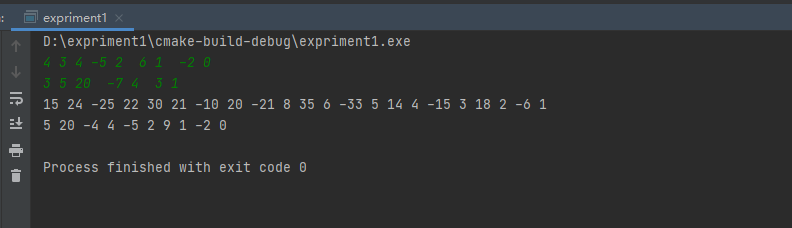 expriment1
D:\expriment1\cmake-build-debug\expriment1.exe
4 3 4 -5 2  6 1  -2 0
3 5 20  -7 4  3 1
15 24 -25 22 30 21 -10 20 -21 8 35 6 -33 5 14 4 -15 3 18 2 -6 1
5 20 -4 4 -5 2 9 1 -2 0
Process finished with exit code 0